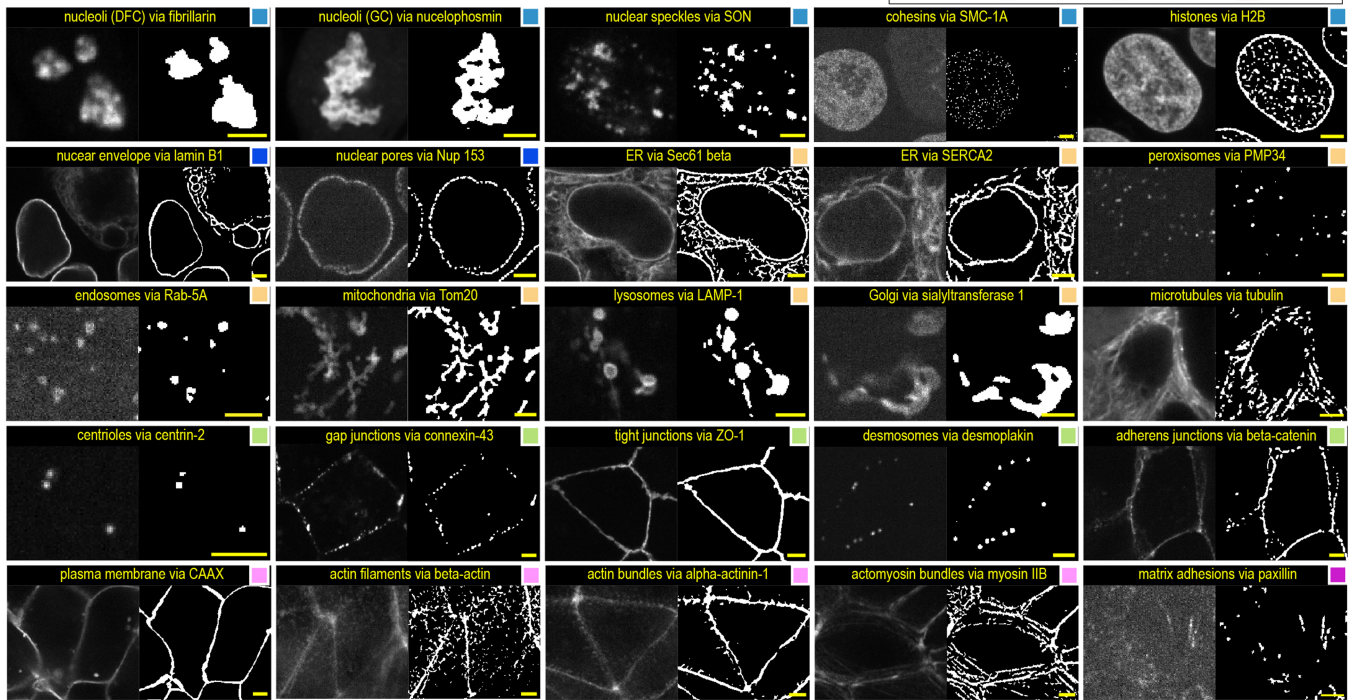 nucleoli (DFC) via fibrillarin
nucleoli (GC) via nucelophosmin
nuclear speckles via SON
cohesins via SMC-1A
histones via H2B
nucear envelope via lamin B1
nuclear pores via Nup 153
ER via Sec61 beta
ER via SERCA2
peroxisomes via PMP34
endosomes via Rab-5A
mitochondria via Tom20
lysosomes via LAMP-1
Golgi via sialyltransferase 1
microtubules via tubulin
centrioles via centrin-2
gap junctions via connexin-43
tight junctions via ZO-1
desmosomes via desmoplakin
adherens junctions via beta-catenin
plasma membrane via CAAX
actin filaments via beta-actin
actin bundles via alpha-actinin-1
actomyosin bundles via myosin IIB
matrix adhesions via paxillin